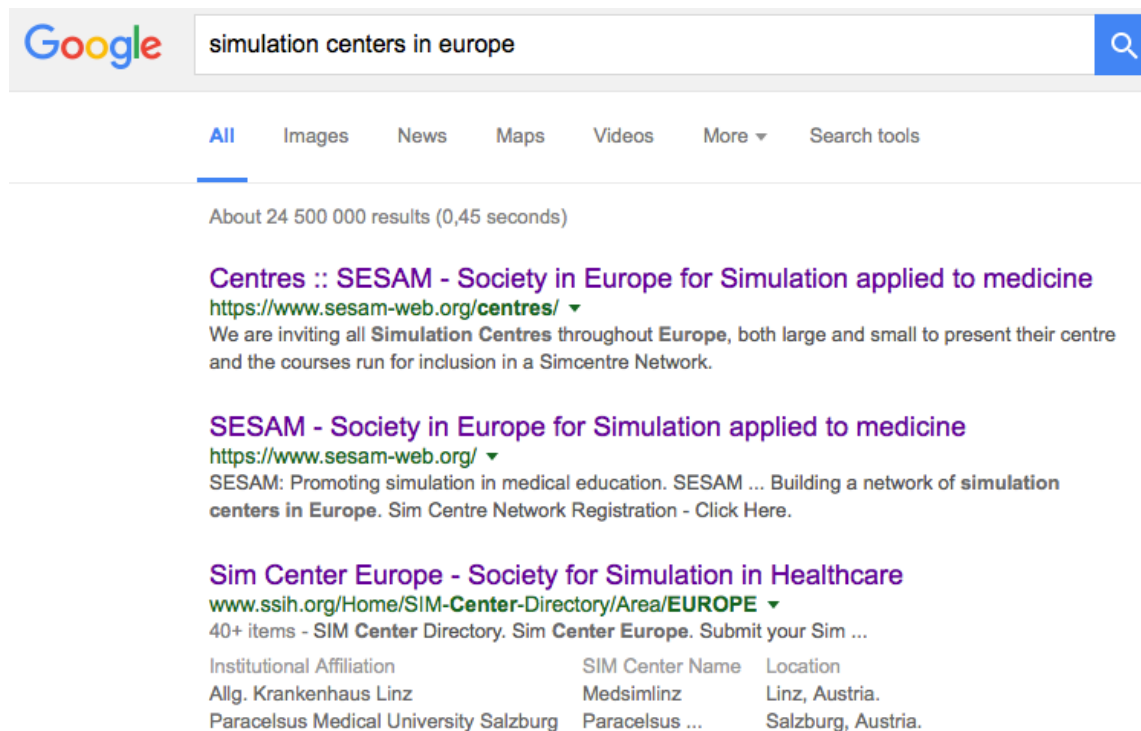 Google simulation centers in europe
All Images News Maps Videos More Search tools
About 24 500 000 results (0,45 seconds)
Centres :: SESAM - Society in Europe for Simulation applied to medicine
https://www.sesam-web.org/centres/
We are inviting all Simulation Centres throughout Europe, both large and small to present their centre
and the courses run for inclusion in a Simcentre Network.
SESAM - Society in Europe for Simulation applied to medicine
https://www.sesam-web.org/
SESAM: Promoting simulation in medical education. SESAM ... Building a network of simulation
centers in Europe. Sim Centre Network Registration - Click Here.
Sim Center Europe - Society for Simulation in Healthcare
www.ssih.org/Home/SIM-Center-Directory/Area/EUROPE
40+ items - SIM Center Directory. Sim Center Europe. Submit your Sim ...
Institutional Affiliation SIM Center Name Location
Allg. Krankenhaus Linz Medsimlinz Linz, Austria.
Paracelsus Medical University Salzburg Paracelsus ... Salzburg, Austria.